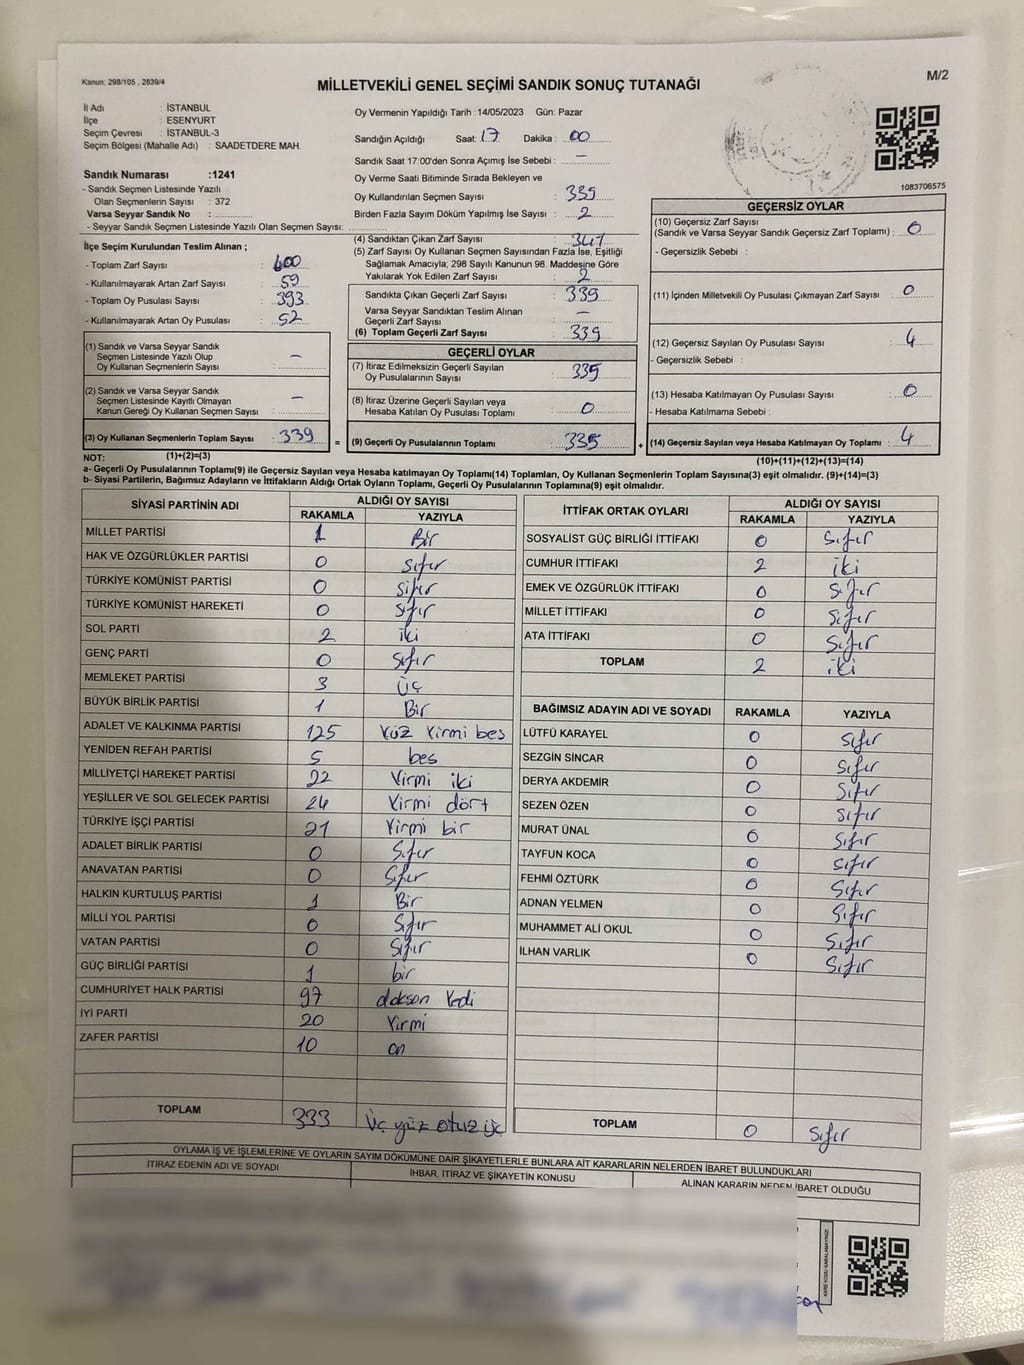 Kanun: 298/105 , 2839/4
M/2
MİLLETVEKİLİ GENEL SEÇİMİ SANDIK SONUÇ TUTANAĞI
İl Adı : İSTANBUL
İlçe : ESENYURT
Seçim Çevresi : İSTANBUL-3
Seçim Bölgesi (Mahalle Adı) : SAADETDERE MAH.
Sandık Numarası :1241
- Sandık Seçmen Listesinde Yazılı
Olan Seçmenlerin Sayısı : 372
Varsa Seyyar Sandık No :
- Seyyar Sandık Seçmen Listesinde Yazılı Olan Seçmen Sayısı:
İlçe Seçim Kurulundan Teslim Alınan ;
- Toplam Zarf Sayısı : 400
- Kullanılmayarak Artan Zarf Sayısı : 59
- Toplam Oy Pusulası Sayısı : 393
- Kullanılmayarak Artan Oy Pusulası : 52
(1) Sandık ve Varsa Seyyar Sandık
Seçmen Listesinde Yazılı Olup
Oy Kullanan Seçmenlerin Sayısı : –
(2) Sandık ve Varsa Seyyar Sandık
Seçmen Listesinde Kayıtlı Olmayan
Kanun Gereği Oy Kullanan Seçmen Sayısı : –
(3) Oy Kullanan Seçmenlerin Toplam Sayısı : 339
(1)+(2)=(3)
Oy Vermenin Yapıldığı Tarih : 14/05/2023 Gün: Pazar
Sandığın Açıldığı Saat: 17 Dakika : 00
Sandık Saat 17:00'den Sonra Açımış İse Sebebi : –
Oy Verme Saati Bitiminde Sırada Bekleyen ve
Oy Kullandırılan Seçmen Sayısı : 339
Birden Fazla Sayım Döküm Yapılmış İse Sayısı : 2
(4) Sandıktan Çıkan Zarf Sayısı : 341
(5) Zarf Sayısı Oy Kullanan Seçmen Sayısından Fazla İse, Eşitliği
Sağlamak Amacıyla; 298 Sayılı Kanunun 98. Maddesine Göre
Yakılarak Yok Edilen Zarf Sayısı : 2
Sandıkta Çıkan Geçerli Zarf Sayısı : 339
Varsa Seyyar Sandıktan Teslim Alınan
Geçerli Zarf Sayısı : –
(6) Toplam Geçerli Zarf Sayısı : 339
GEÇERLİ OYLAR
(7) İtiraz Edilmeksizin Geçerli Sayılan
Oy Pusulalarının Sayısı : 335
(8) İtiraz Üzerine Geçerli Sayılan veya
Hesaba Katılan Oy Pusulası Toplamı : 0
= (9) Geçerli Oy Pusulalarının Toplamı : 335
1083706575
GEÇERSİZ OYLAR
(10) Geçersiz Zarf Sayısı
(Sandık ve Varsa Seyyar Sandık Geçersiz Zarf Toplamı) : 0
- Geçersizlik Sebebi :
(11) İçinden Milletvekili Oy Pusulası Çıkmayan Zarf Sayısı : 0
(12) Geçersiz Sayılan Oy Pusulası Sayısı : 4
- Geçersizlik Sebebi :
(13) Hesaba Katılmayan Oy Pusulası Sayısı : 0
- Hesaba Katılmama Sebebi :
+ (14) Geçersiz Sayılan veya Hesaba Katılmayan Oy Toplamı : 4
(10)+(11)+(12)+(13)=(14)
NOT:
a- Geçerli Oy Pusulalarının Toplamı(9) ile Geçersiz Sayılan veya Hesaba katılmayan Oy Toplamı(14) Toplamları, Oy Kullanan Seçmenlerin Toplam Sayısına(3) eşit olmalıdır. (9)+(14)=(3)
b- Siyasi Partilerin, Bağımsız Adayların ve İttifakların Aldığı Ortak Oyların Toplamı, Geçerli Oy Pusulalarının Toplamına(9) eşit olmalıdır.
SİYASİ PARTİNİN ADI ALDIĞI OY SAYISI
RAKAMLA YAZIYLA
MİLLET PARTİSİ 1 Bir
HAK VE ÖZGÜRLÜKLER PARTİSİ 0 sıfır
TÜRKİYE KOMÜNİST PARTİSİ 0 sıfır
TÜRKİYE KOMÜNİST HAREKETİ 0 sıfır
SOL PARTİ 2 iki
GENÇ PARTİ 0 sıfır
MEMLEKET PARTİSİ 3 Üç
BÜYÜK BİRLİK PARTİSİ 1 Bir
ADALET VE KALKINMA PARTİSİ 125 Yüz Yirmi bes
YENİDEN REFAH PARTİSİ 5 bes
MİLLİYETÇİ HAREKET PARTİSİ 22 Yirmi iki
YEŞİLLER VE SOL GELECEK PARTİSİ 24 Yirmi dört
TÜRKİYE İŞÇİ PARTİSİ 21 Yirmi bir
ADALET BİRLİK PARTİSİ 0 Sıfır
ANAVATAN PARTİSİ 0 Sıfır
HALKIN KURTULUŞ PARTİSİ 1 Bir
MİLLİ YOL PARTİSİ 0 Sıfır
VATAN PARTİSİ 0 Sıfır
GÜÇ BİRLİĞİ PARTİSİ 1 bir
CUMHURİYET HALK PARTİSİ 97 doksan Yedi
İYİ PARTİ 20 Yirmi
ZAFER PARTİSİ 10 on
TOPLAM 333 Üç yüz otuz üç
İTTİFAK ORTAK OYLARI ALDIĞI OY SAYISI
RAKAMLA YAZIYLA
SOSYALİST GÜÇ BİRLİĞİ İTTİFAKI 0 Sıfır
CUMHUR İTTİFAKI 2 iki
EMEK VE ÖZGÜRLÜK İTTİFAKI 0 Sıfır
MİLLET İTTİFAKI 0 Sıfır
ATA İTTİFAKI 0 Sıfır
TOPLAM 2 iki
BAĞIMSIZ ADAYIN ADI VE SOYADI RAKAMLA YAZIYLA
LÜTFÜ KARAYEL 0 Sıfır
SEZGİN SİNCAR 0 Sıfır
DERYA AKDEMİR 0 Sıfır
SEZEN ÖZEN 0 Sıfır
MURAT ÜNAL 0 Sıfır
TAYFUN KOCA 0 Sıfır
FEHMİ ÖZTÜRK 0 Sıfır
ADNAN YELMEN 0 Sıfır
MUHAMMET ALİ OKUL 0 Sıfır
İLHAN VARLIK 0 Sıfır
TOPLAM 0 Sıfır
OYLAMA İŞ VE İŞLEMLERİNE VE OYLARIN SAYIM DÖKÜMÜNE DAİR ŞİKAYETLERLE BUNLARA AİT KARARLARIN NELERDEN İBARET BULUNDUKLARI
İTİRAZ EDENİN ADI VE SOYADI İHBAR, İTİRAZ VE ŞİKAYETİN KONUSU ALINAN KARARIN NEDEN İBARET OLDUĞU